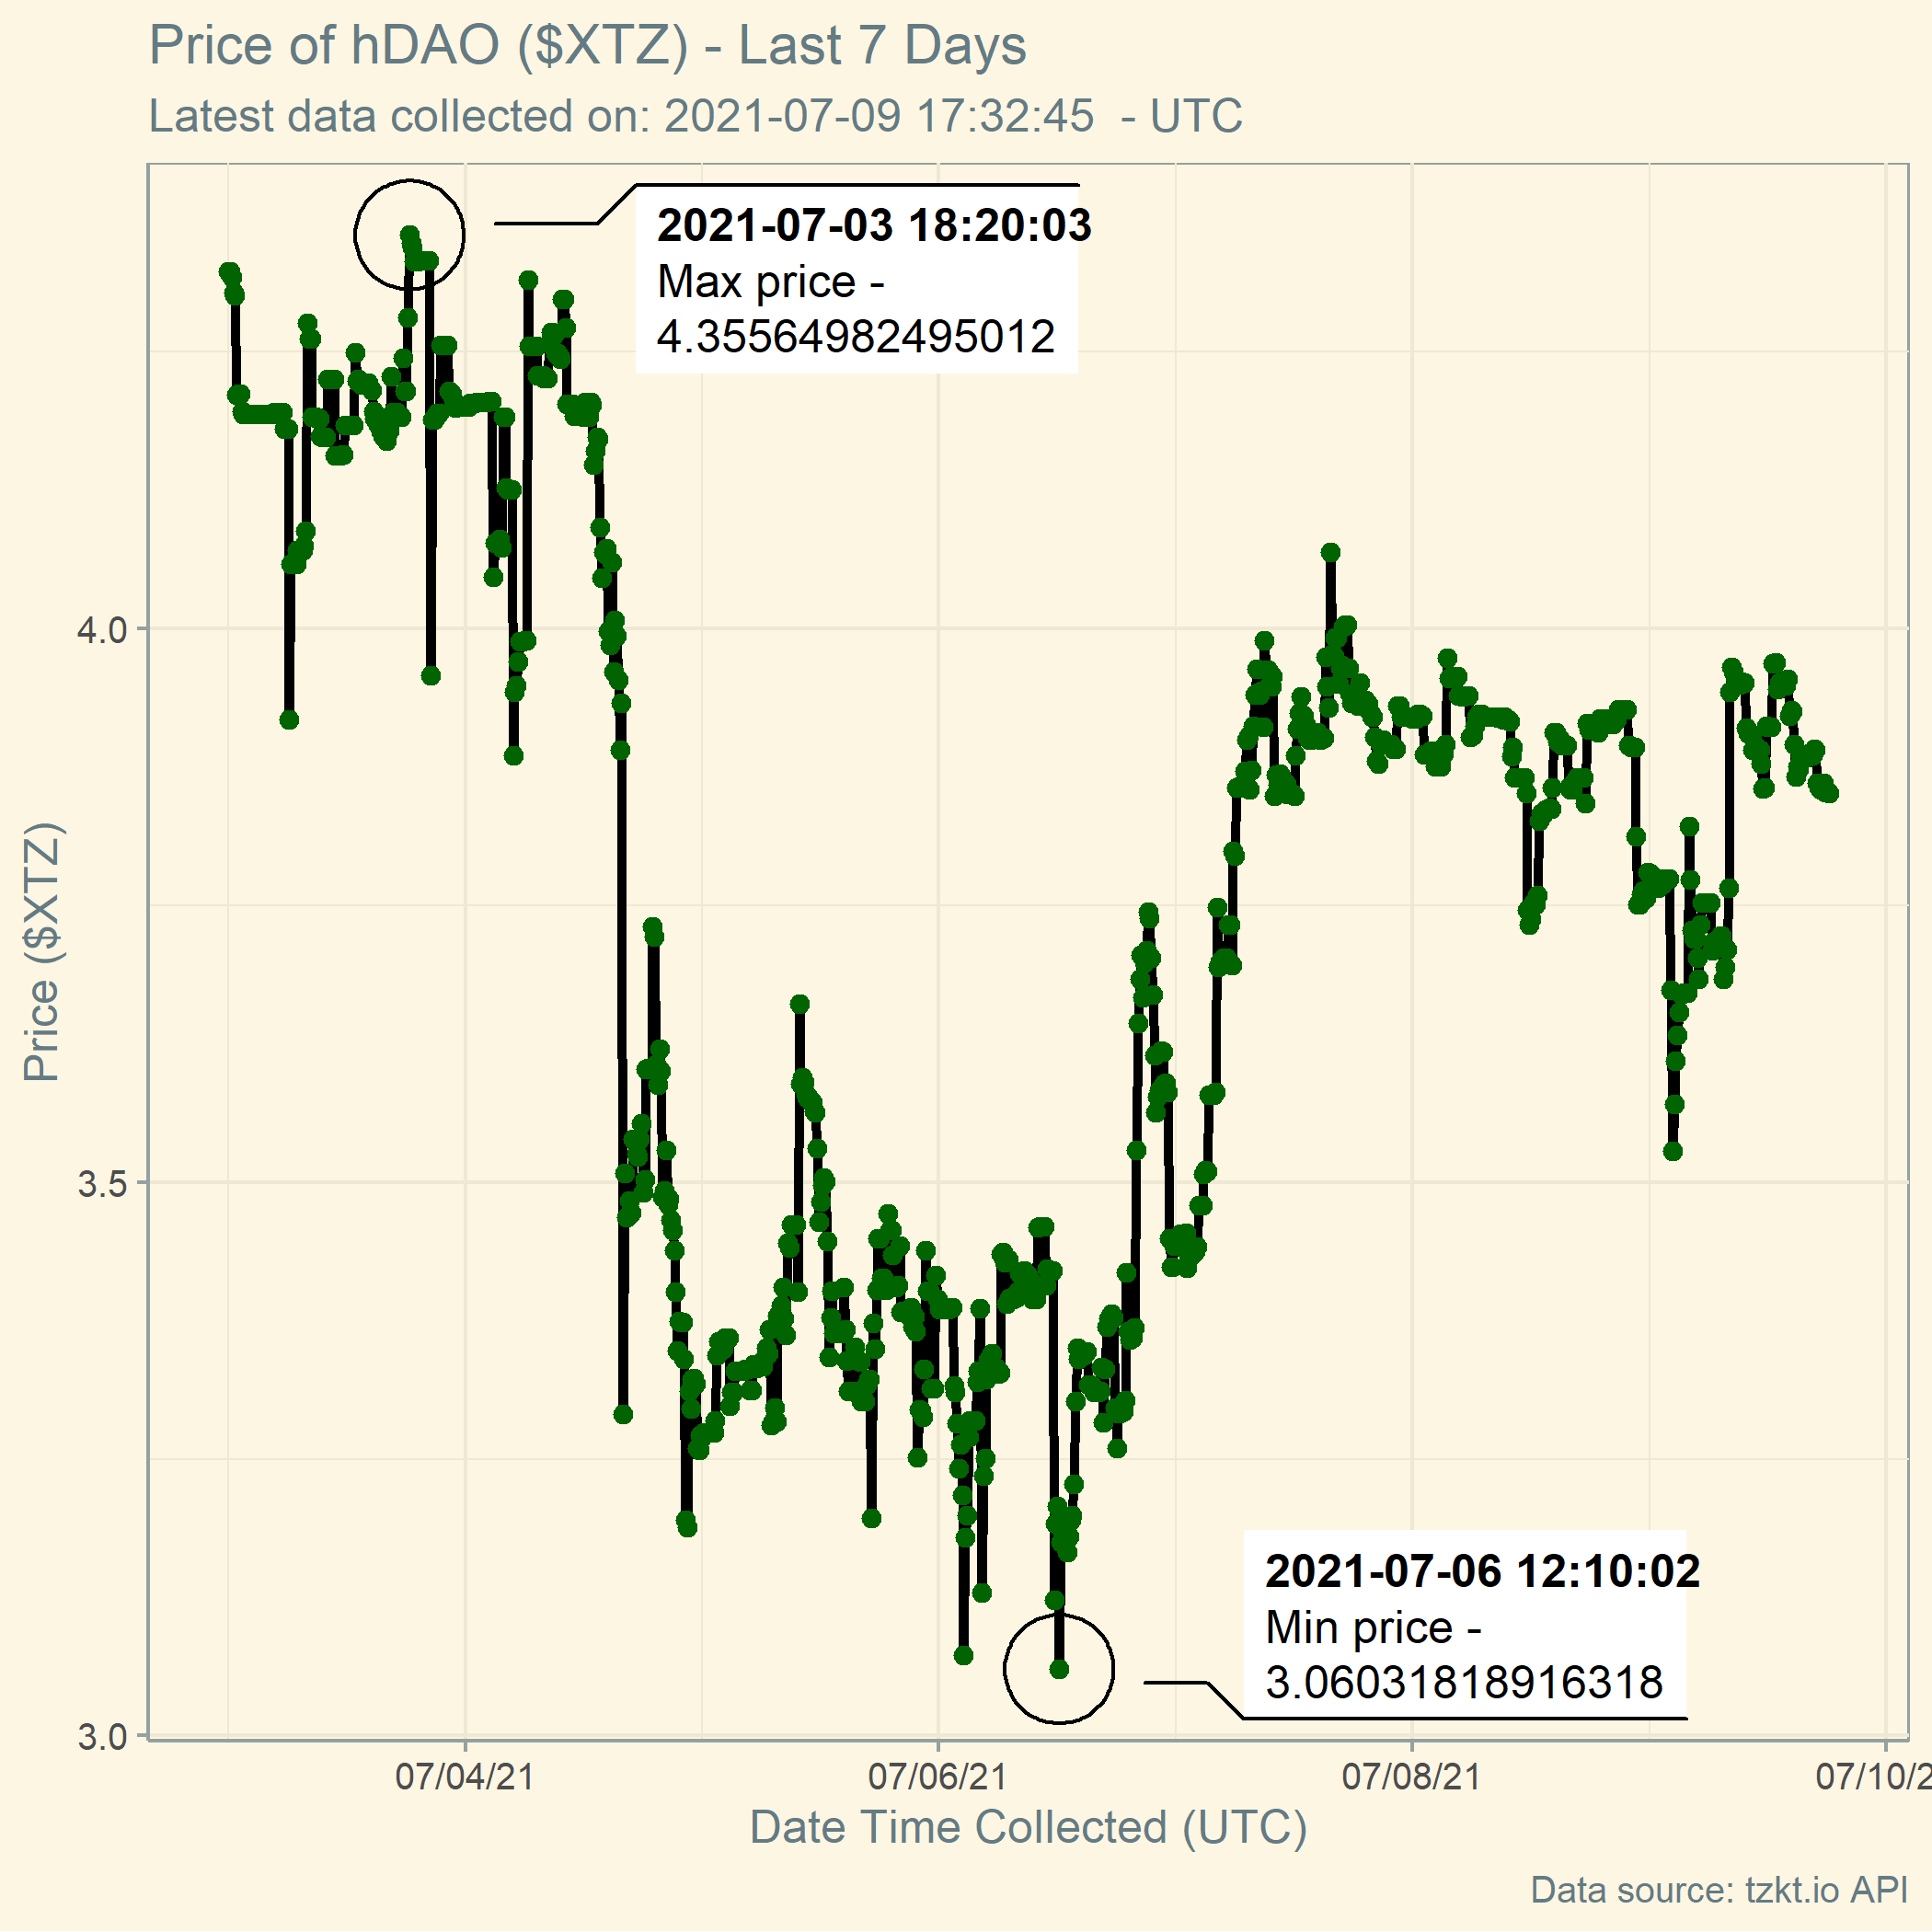 Price of hDAO ($XTZ) - Last 7 Days
Latest data collected on: 2021-07-09 17:32:45  - UTC
2021-07-03 18:20:03
Max price -
4.35564982495012
4.0
Price ($XTZ)
3.5
2021-07-06 12:10:02
Min price -
3.06031818916318
3.0
07/04/21
07/06/21
07/08/21
07/10/2
Date Time Collected (UTC)
Data source: tzkt.io API